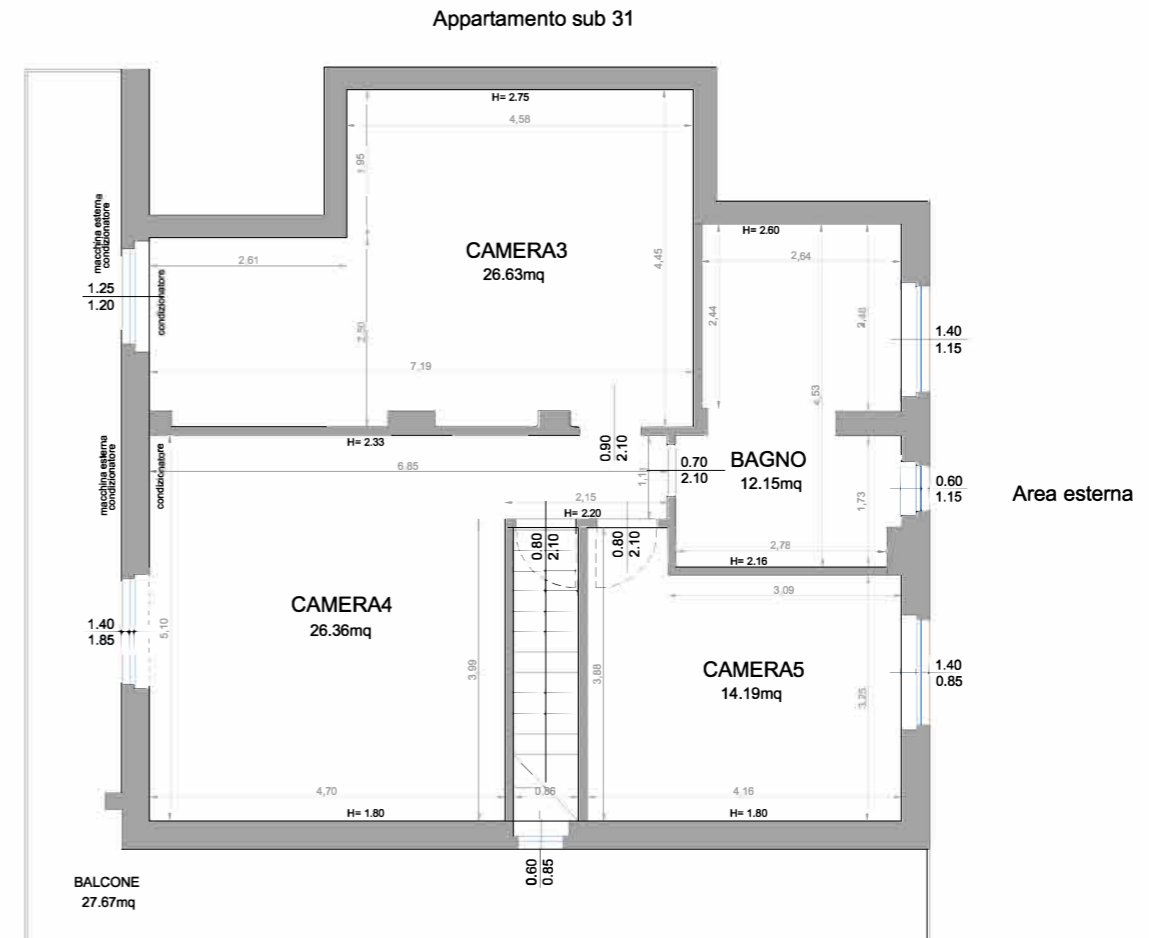 Appartamento sub 31
H= 2.75
4,58
1,95
macchina esterna
condizionatore
H= 2.60
CAMERA3
26.63mq
2,61
4,45
2,64
condizionatore
1.25
1.20
2,50
2,44
2,48
1.40
1.15
7,19
4,53
H= 2.33
0.90
2.10
macchina esterna
condizionatore
condizionatore
6.85
0.70
2.10
BAGNO
12.15mq
0.60
1.15
Area esterna
2,15
H= 2.20
1,73
0.80
2.10
0.80
2.10
2,78
H= 2.16
3,09
CAMERA4
26.36mq
1.40
1.85
5,10
3,99
3,88
CAMERA5
14.19mq
1.40
0.85
3,25
4,70
0.86
4.16
H= 1.80
H= 1.80
0.60
0.85
BALCONE
27.67mq